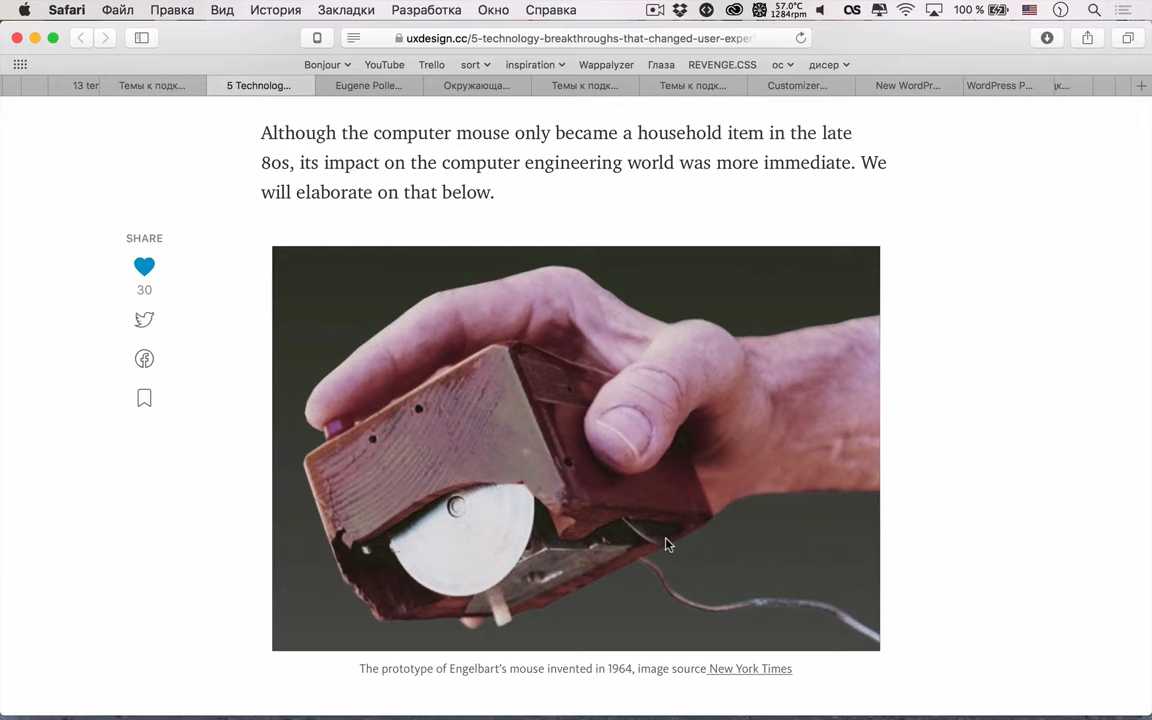 Safari Файл Правка Вид История Закладки Разработка Окно Справка 57.0°C 1284rpm 100 %
uxdesign.cc/5-technology-breakthroughs-that-changed-user-exper
Bonjour YouTube Trello sort inspiration Wappalyzer Глаза REVENGE.CSS ос дисер
13 ter Темы к подк... 5 Technolog... Eugene Polle... Окружающа... Темы к подк... Темы к подк... Customizer... New WordPr... WordPress P...
Although the computer mouse only became a household item in the late
80s, its impact on the computer engineering world was more immediate. We
will elaborate on that below.
SHARE
30
The prototype of Engelbart's mouse invented in 1964, image source New York Times